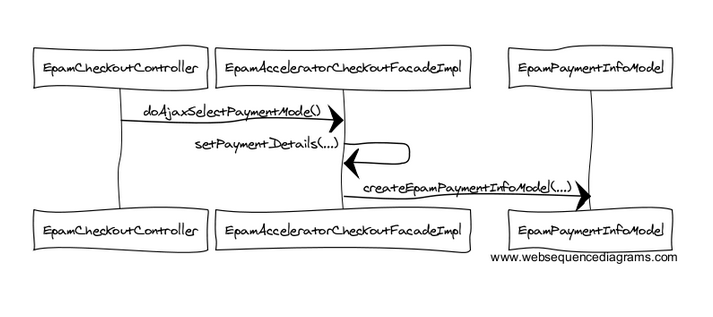 EpamCheckoutController
EpamAcceleratorCheckoutFacadeImpl
EpamPaymentInfoModel
doAjaxSelectPaymentMode()
setPaymentDetails(...)
createEpamPaymentInfoModel(...)
EpamCheckoutController
EpamAcceleratorCheckoutFacadeImpl
EpamPaymentInfoModel
www.websequencediagrams.com